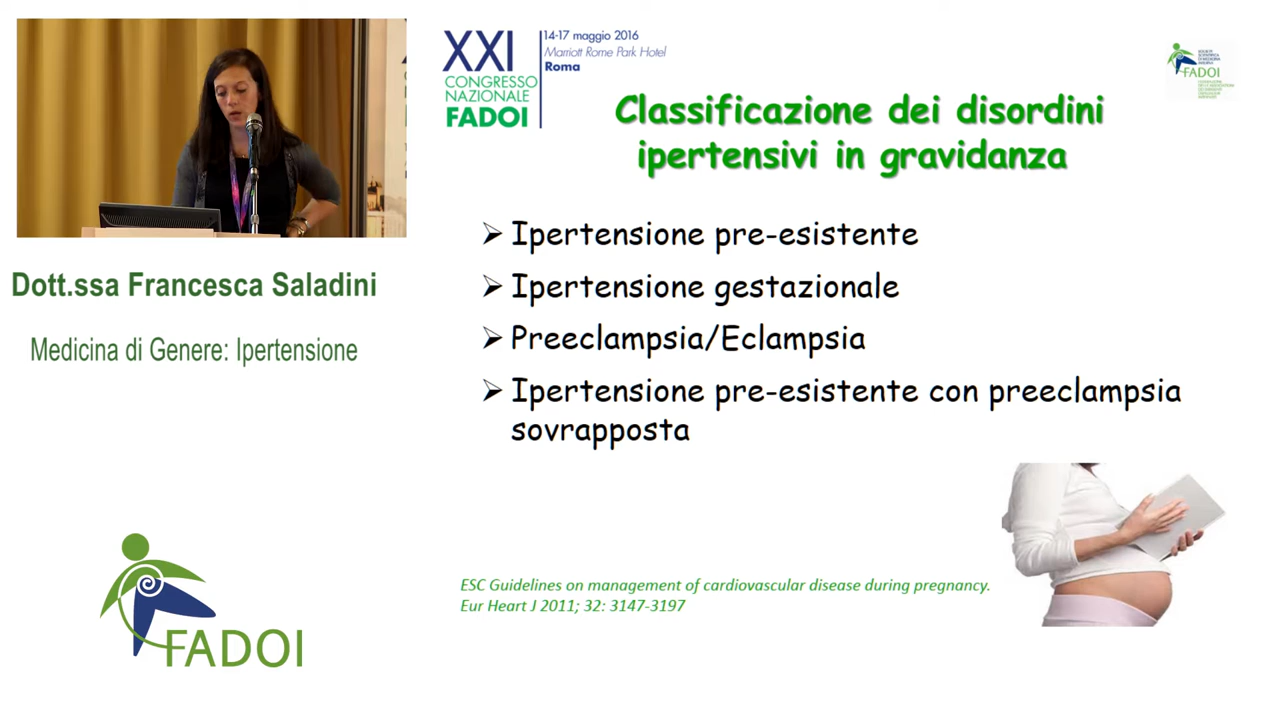 XXI
CONGRESSO
NAZIONALE
FADOI
14-17 maggio 2016
Marriott Rome Park Hotel
Roma
FADOI
Classificazione dei disordini
ipertensivi in gravidanza
Ipertensione pre-esistente
Ipertensione gestazionale
Preeclampsia/Eclampsia
Ipertensione pre-esistente con preeclampsia
sovrapposta
Dott.ssa Francesca Saladini
Medicina di Genere: Ipertensione
FADOI
ESC Guidelines on management of cardiovascular disease during pregnancy.
Eur Heart J 2011; 32: 3147-3197